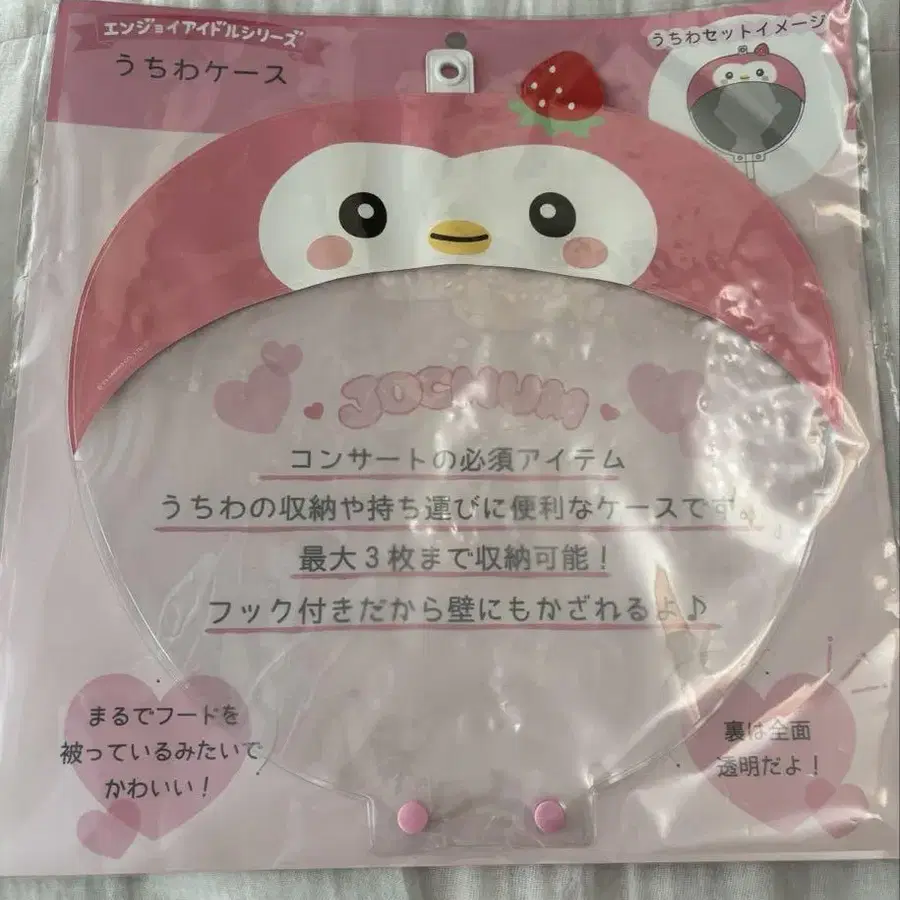 エンジョイアイドルシリーズ
うちわケース
うちわセットイメージ
JOCHUM
コンサートの必須アイテム
うちわの収納や持ち運びに便利なケースです。
最大3枚まで収納可能！
フック付きだから壁にもかざれるよ♪
まるでフードを
被っているみたいで
かわいい！
裏は全面
透明だよ！